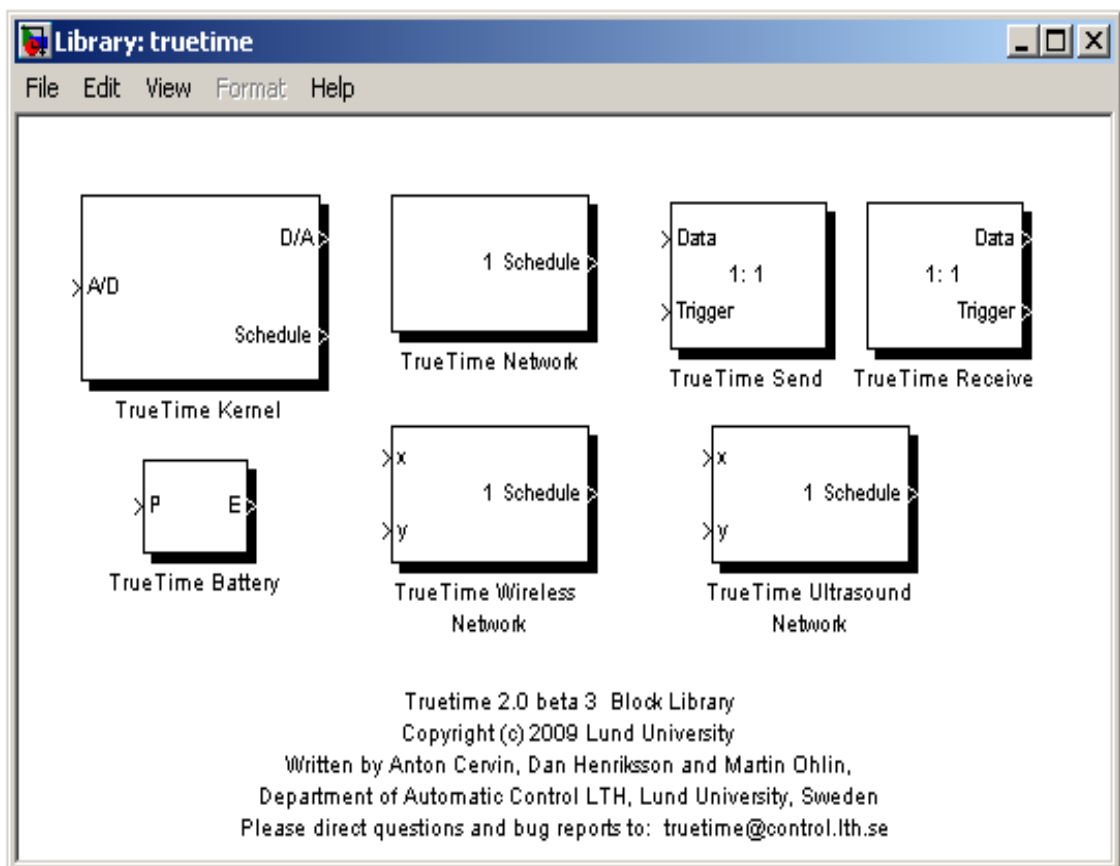 Library: truetime
File Edit View Format Help
D/A
A/D
Schedule
TrueTime Kernel
1 Schedule
TrueTime Network
Data
1: 1
Trigger
TrueTime Send
Data
1: 1
Trigger
TrueTime Receive
P E
TrueTime Battery
x
1 Schedule
y
TrueTime Wireless
Network
x
1 Schedule
y
TrueTime Ultrasound
Network
Truetime 2.0 beta 3 Block Library
Copyright (c) 2009 Lund University
Written by Anton Cervin, Dan Henriksson and Martin Ohlin,
Department of Automatic Control LTH, Lund University, Sweden
Please direct questions and bug reports to: truetime@control.lth.se